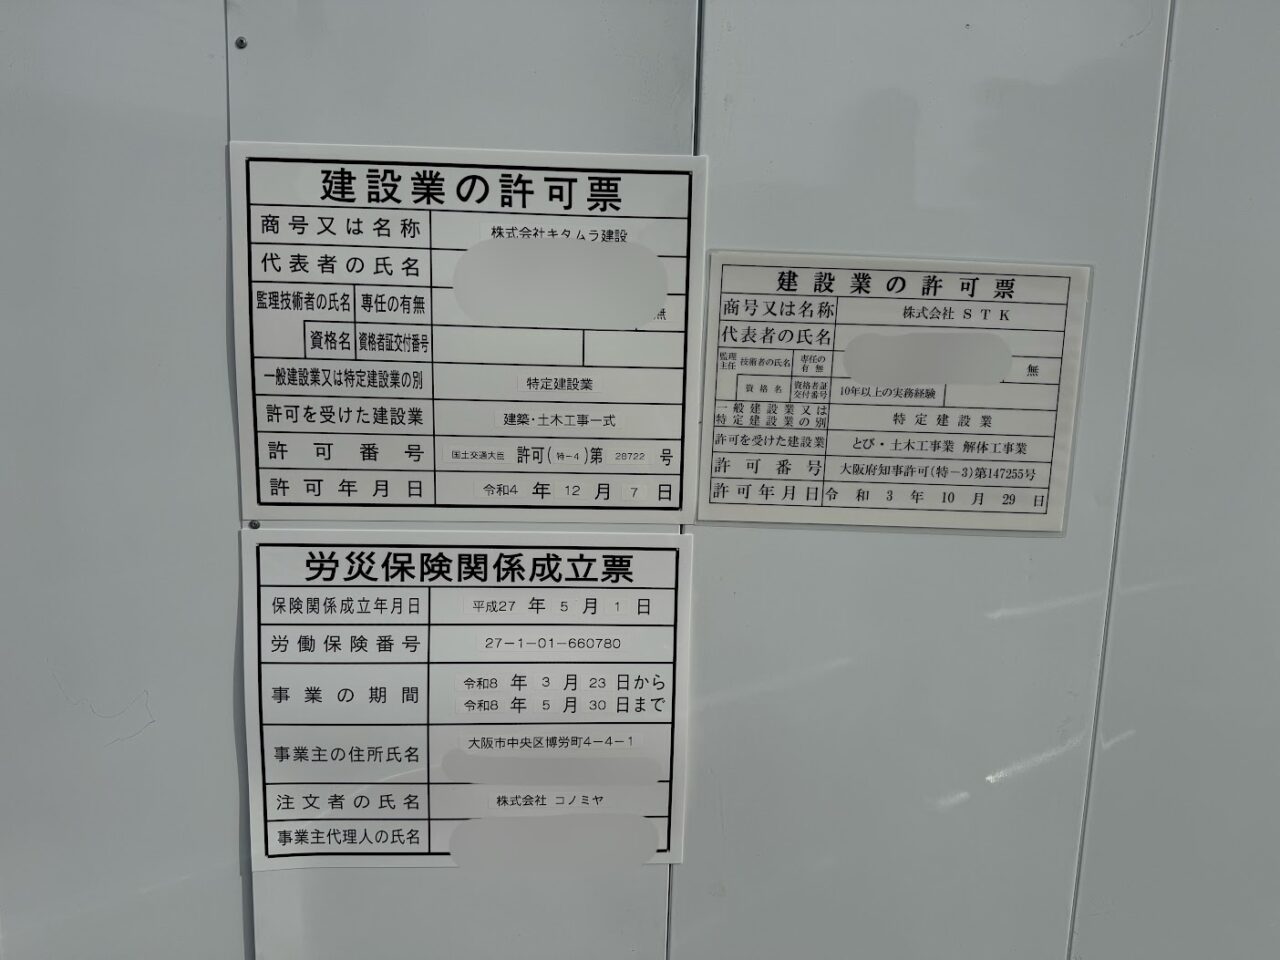 建設業の許可票
商号又は名称 株式会社キタムラ建設
代表者の氏名
監理技術者の氏名 専任の有無 無
資格名 資格者証交付番号
一般建設業又は特定建設業の別 特定建設業
許可を受けた建設業 建築・土木工事一式
許可番号 国土交通大臣 許可(特-4)第 28722 号
許可年月日 令和4 年 12 月 7 日
労災保険関係成立票
保険関係成立年月日 平成27 年 5 月 1 日
労働保険番号 27-1-01-660780
事業の期間 令和8 年 3 月 23 日から
令和8 年 5 月 30 日まで
事業主の住所氏名 大阪市中央区博労町4-4-1
注文者の氏名 株式会社 コノミヤ
事業主代理人の氏名
建設業の許可票
商号又は名称 株式会社 STK
代表者の氏名
監理 主任 技術者の氏名 専任の有無 無
資格名 資格者証交付番号 10年以上の実務経験
一般建設業又は特定建設業の別 特定建設業
許可を受けた建設業 とび・土木工事業 解体工事業
許可番号 大阪府知事許可(特-3)第147255号
許可年月日 令和3年10月29日